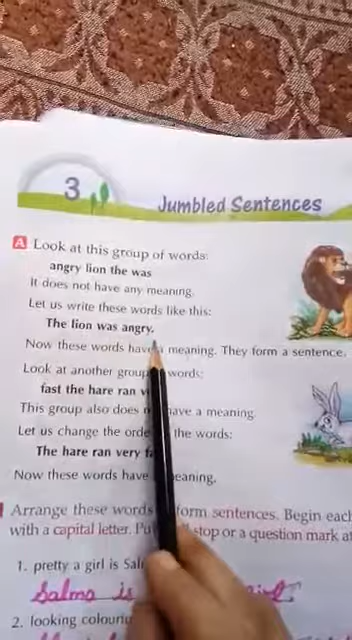 3
Jumbled Sentences
A Look at this group of words:
angry lion the was
It does not have any meaning.
Let us write these words like this:
The lion was angry.
Now these words have a meaning. They form a sentence.
Look at another group words:
fast the hare ran
This group also does have a meaning.
Let us change the the words:
The hare ran very
Now these words have meaning.
Arrange these words form sentences. Begin
with a capital letter. stop or a question mark
1. pretty a girl is
Salma is
2. looking